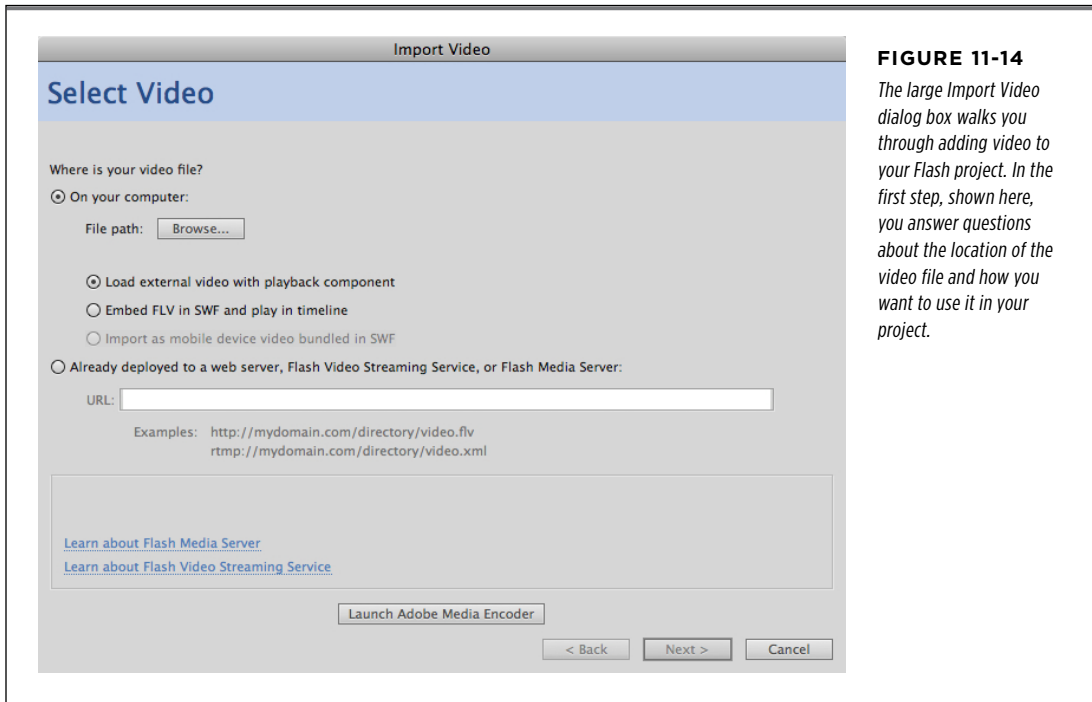 Import Video
Select Video
Where is your video file?
On your computer:
File path: Browse...
Load external video with playback component
Embed FLV in SWF and play in timeline
Import as mobile device video bundled in SWF
Already deployed to a web server, Flash Video Streaming Service, or Flash Media Server:
URL:
Examples: http://mydomain.com/directory/video.flv
rtmp://mydomain.com/directory/video.xml
Learn about Flash Media Server
Learn about Flash Video Streaming Service
Launch Adobe Media Encoder
< Back Next > Cancel
FIGURE 11-14
The large Import Video
dialog box walks you
through adding video to
your Flash project. In the
first step, shown here,
you answer questions
about the location of the
video file and how you
want to use it in your
project.